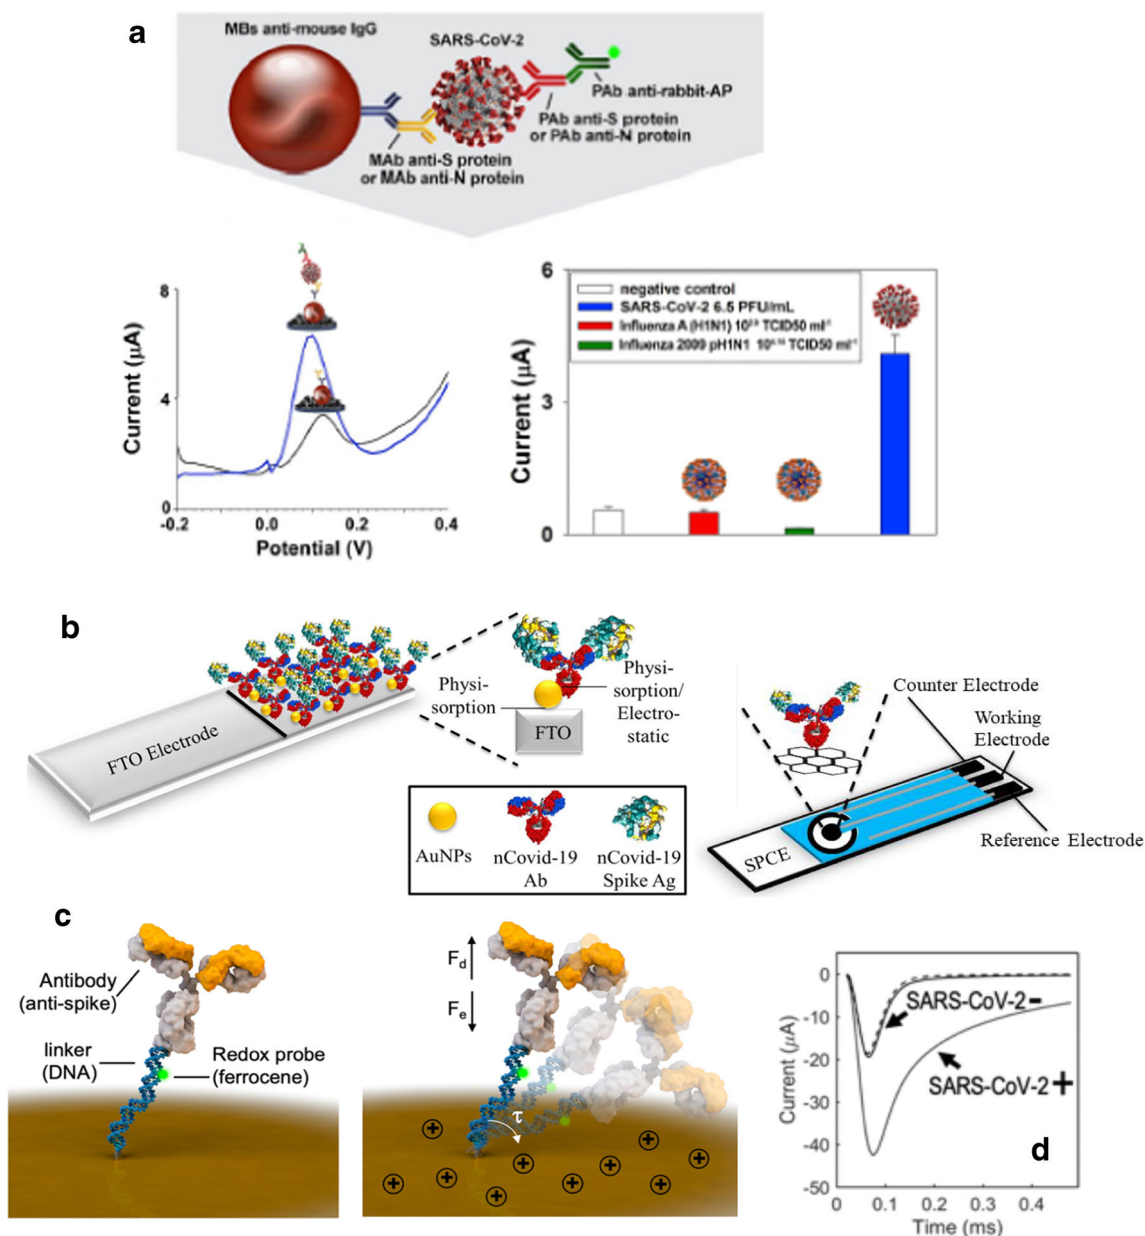 a
MBs anti-mouse IgG
SARS-CoV-2
PAb anti-rabbit-AP
PAb anti-S protein
or PAb anti-N protein
MAb anti-S protein
or MAb anti-N protein
8
4
0
Current (µA)
-0.2
0.0
0.2
0.4
Potential (V)
6
3
0
Current (µA)
negative control
SARS-CoV-2 6.5 PFU/mL
Influenza A (H1N1) TCID50 ml⁻¹
Influenza 2009 pH1N1 TCID50 ml⁻¹
b
FTO Electrode
Physi-
sorption
FTO
Physi-
sorption/
Electro-
static
AuNPs
nCovid-19
Ab
nCovid-19
Spike Ag
Counter Electrode
Working
Electrode
Reference Electrode
SPCE
c
Antibody
(anti-spike)
linker
(DNA)
Redox probe
(ferrocene)
Fd
Fe
τ
+
+
+
+
+
+
+
+
+
d
0
-10
-20
-30
-40
-50
Current (µA)
SARS-CoV-2 -
SARS-CoV-2 +
0
0.1
0.2
0.3
0.4
Time (ms)